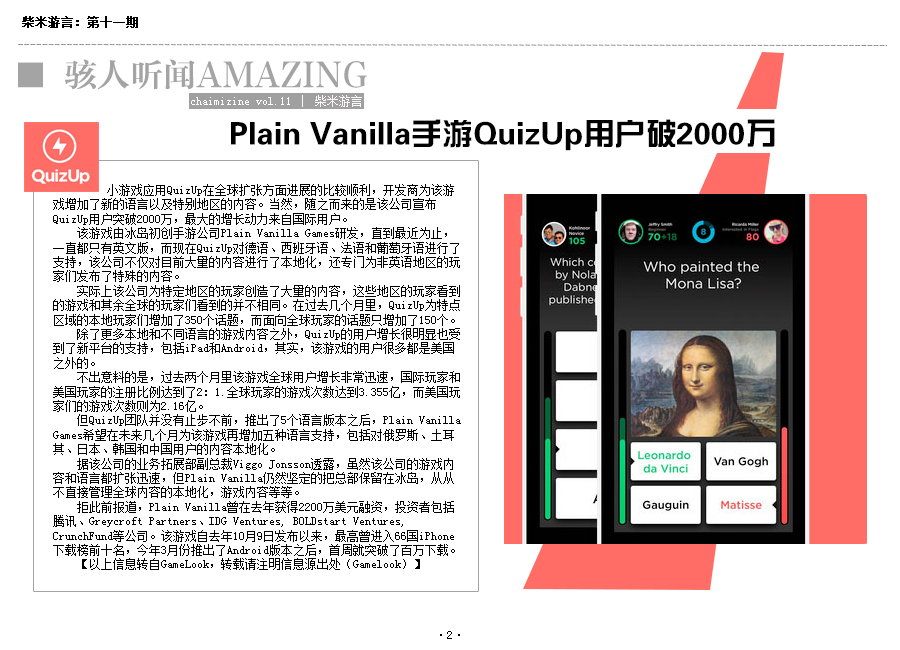 柴米游言：第十一期
骇人听闻AMAZING
chaimizine vol.11 | 柴米游言
Plain Vanilla手游QuizUp用户破2000万
QuizUp
小游戏应用QuizUp在全球扩张方面进展的比较顺利，开发商为该游
戏增加了新的语言以及特别地区的内容。当然，随之而来的是该公司宣布
QuizUp用户突破2000万，最大的增长动力来自国际用户。
该游戏由冰岛初创手游公司Plain Vanilla Games研发，直到最近为止，
一直都只有英文版，而现在QuizUp对德语、西班牙语、法语和葡萄牙语进行了
支持，该公司不仅对目前大量的内容进行了本地化，还专门为非英语地区的玩
家们发布了特殊的内容。
实际上该公司为特定地区的玩家创造了大量的内容，这些地区的玩家看到
的游戏和其余全球的玩家们看到的并不相同。在过去几个月里，QuizUp为特点
区域的本地玩家们增加了350个话题，而面向全球玩家的话题只增加了150个。
除了更多本地和不同语言的游戏内容之外，QuizUp的用户增长很明显也受
到了新平台的支持，包括iPad和Android，其实，该游戏的用户很多都是美国
之外的。
不出意料的是，过去两个月里该游戏全球用户增长非常迅速，国际玩家和
美国玩家的注册比例达到了2：1.全球玩家的游戏次数达到3.355亿，而美国玩
家们的游戏次数则为2.16亿。
但QuizUp团队并没有止步不前，推出了5个语言版本之后，Plain Vanilla
Games希望在未来几个月为该游戏再增加五种语言支持，包括对俄罗斯、土耳
其、日本、韩国和中国用户的内容本地化。
据该公司的业务拓展部副总裁Viggo Jonsson透露，虽然该公司的游戏内
容和语言都扩张迅速，但Plain Vanilla仍然坚定的把总部保留在冰岛，从从
不直接管理全球内容的本地化，游戏内容等等。
拒此前报道，Plain Vanilla曾在去年获得2200万美元融资，投资者包括
腾讯、Greycroft Partners、IDG Ventures, BOLDstart Ventures,
CrunchFund等公司。该游戏自去年10月9日发布以来，最高曾进入66国iPhone
下载榜前十名，今年3月份推出了Android版本之后，首周就突破了百万下载。
【以上信息转自GameLook，转载请注明信息源出处（Gamelook）】
Kohlinoor
Novice
105
Which c
by Nola
Dabne
publishe
A
Jeffry Smith
Beginner
70+18
8
Ricardo Miller
Interested in Flags
80
Who painted the
Mona Lisa?
Leonardo
da Vinci
Van Gogh
Gauguin
Matisse
·2·